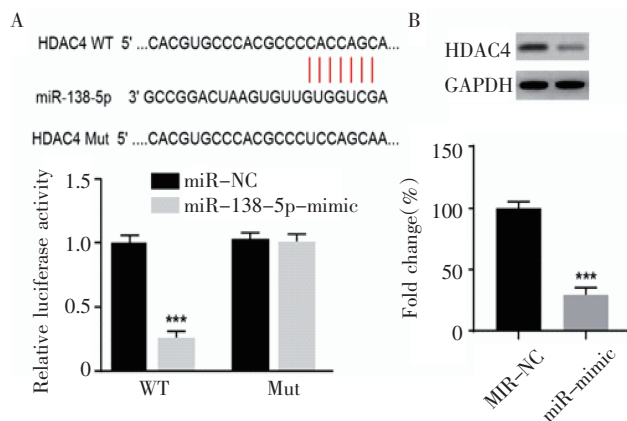 A
HDAC4 WT 5' ....CACGUGCCCACGCCCCACCAGCA...
miR-138-5p 3' GCCGGACUAAGUGUUGUGGUCGA
HDAC4 Mut 5' ....CACGUGCCCACGCCCUCCAGCAA...
Relative luciferase activity
1.5
1.0
0.5
0
miR-NC
miR-138-5p-mimic
***
WT
Mut
B
HDAC4
GAPDH
Fold change(%)
150
100
50
0
***
MIR-NC
miR-mimic